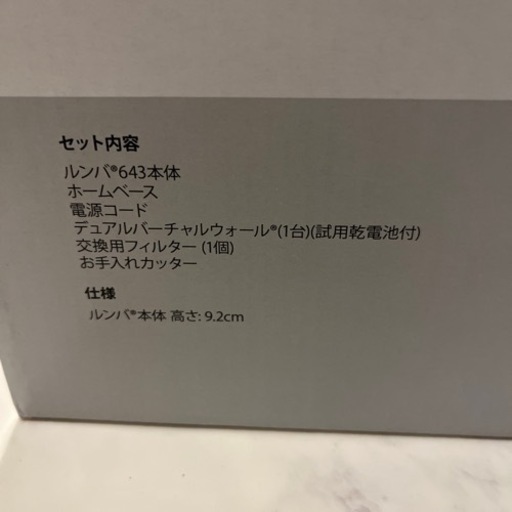 セット内容
ルンバ®643本体
ホームベース
電源コード
デュアルバーチャルウォール®(1台)(試用乾電池付)
交換用フィルター (1個)
お手入れカッター
仕様
ルンバ®本体 高さ: 9.2cm